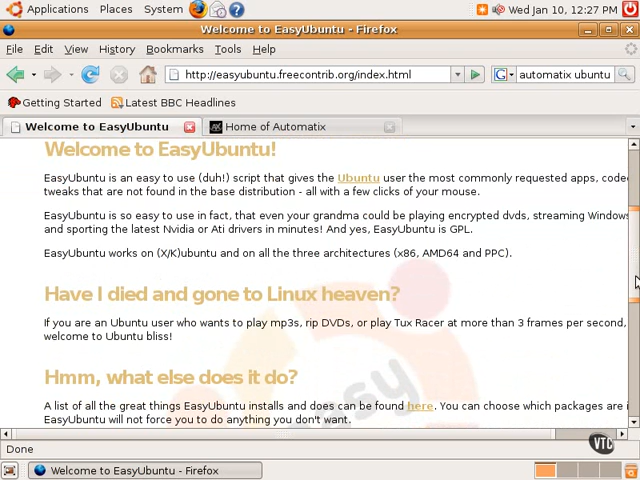 Applications Places System Wed Jan 10, 12:27 PM
Welcome to EasyUbuntu - Firefox
File Edit View History Bookmarks Tools Help
http://easyubuntu.freecontrib.org/index.html G automatix ubuntu
Getting Started Latest BBC Headlines
Welcome to EasyUbuntu Home of Automatix
Welcome to EasyUbuntu!
EasyUbuntu is an easy to use (duh!) script that gives the Ubuntu user the most commonly requested apps, code
tweaks that are not found in the base distribution - all with a few clicks of your mouse.
EasyUbuntu is so easy to use in fact, that even your grandma could be playing encrypted dvds, streaming Windows
and sporting the latest Nvidia or Ati drivers in minutes! And yes, EasyUbuntu is GPL.
EasyUbuntu works on (X/K)ubuntu and on all the three architectures (x86, AMD64 and PPC).
Have I died and gone to Linux heaven?
If you are an Ubuntu user who wants to play mp3s, rip DVDs, or play Tux Racer at more than 3 frames per second,
welcome to Ubuntu bliss!
Hmm, what else does it do?
A list of all the great things EasyUbuntu installs and does can be found here. You can choose which packages are i
EasyUbuntu will not force you to do anything you don't want.
easy
Done
VTC
Welcome to EasyUbuntu - Firefox